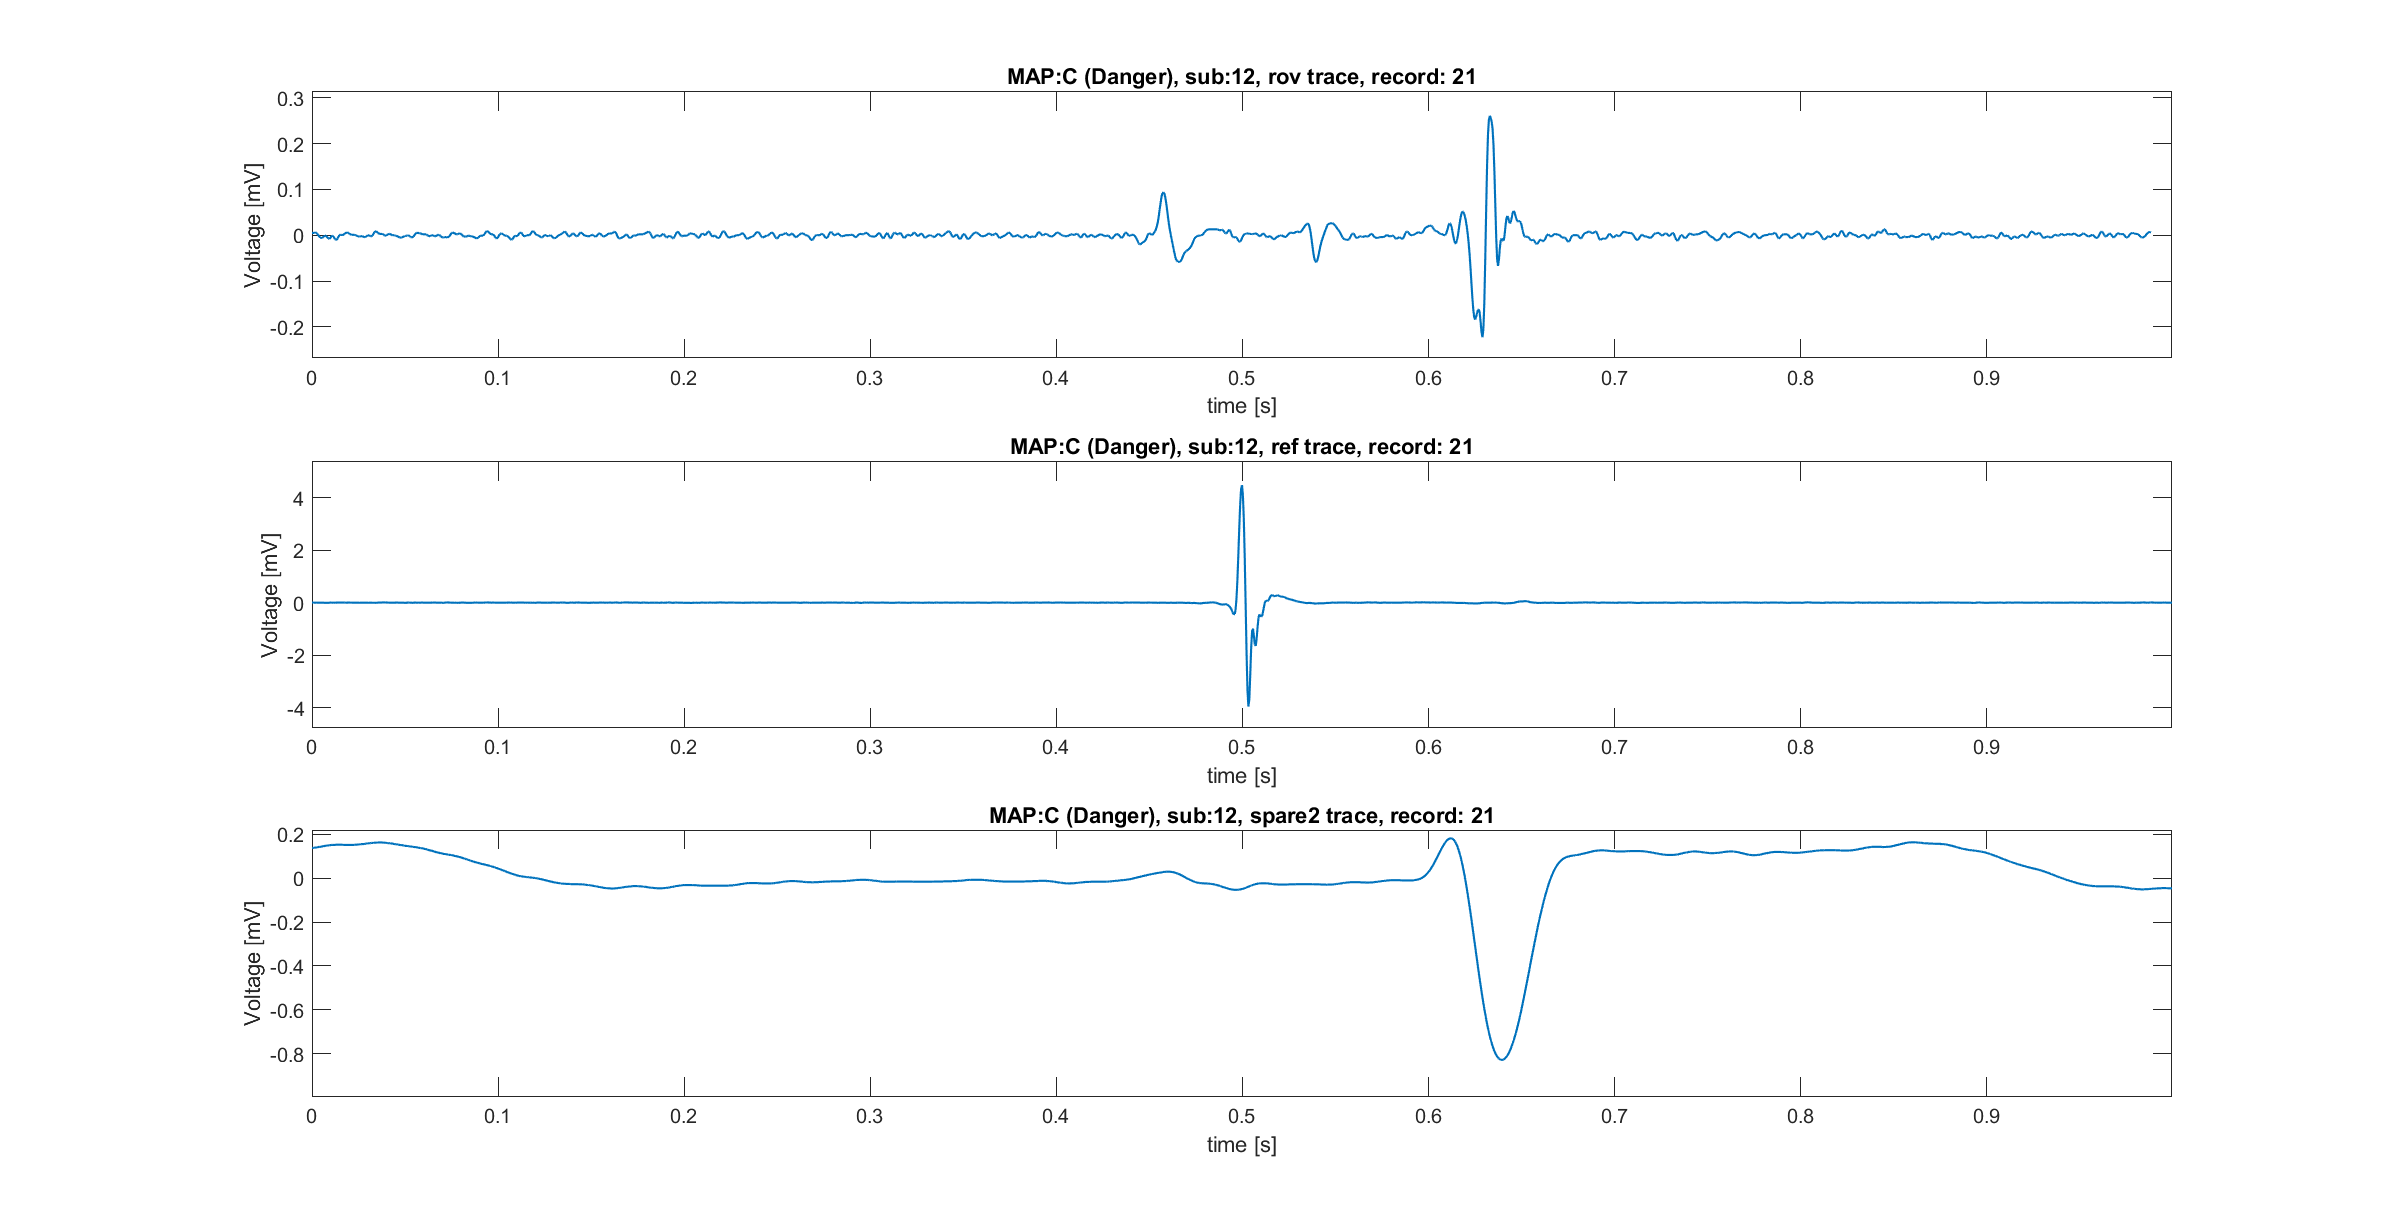 MAP:C (Danger), sub:12, rov trace, record: 21
0.3
0.2
0.1
0
-0.1
-0.2
Voltage [mV]
0 0.1 0.2 0.3 0.4 0.5 0.6 0.7 0.8 0.9
time [s]
MAP:C (Danger), sub:12, ref trace, record: 21
4
2
0
-2
-4
Voltage [mV]
0 0.1 0.2 0.3 0.4 0.5 0.6 0.7 0.8 0.9
time [s]
MAP:C (Danger), sub:12, spare2 trace, record: 21
0.2
0
-0.2
-0.4
-0.6
-0.8
Voltage [mV]
0 0.1 0.2 0.3 0.4 0.5 0.6 0.7 0.8 0.9
time [s]